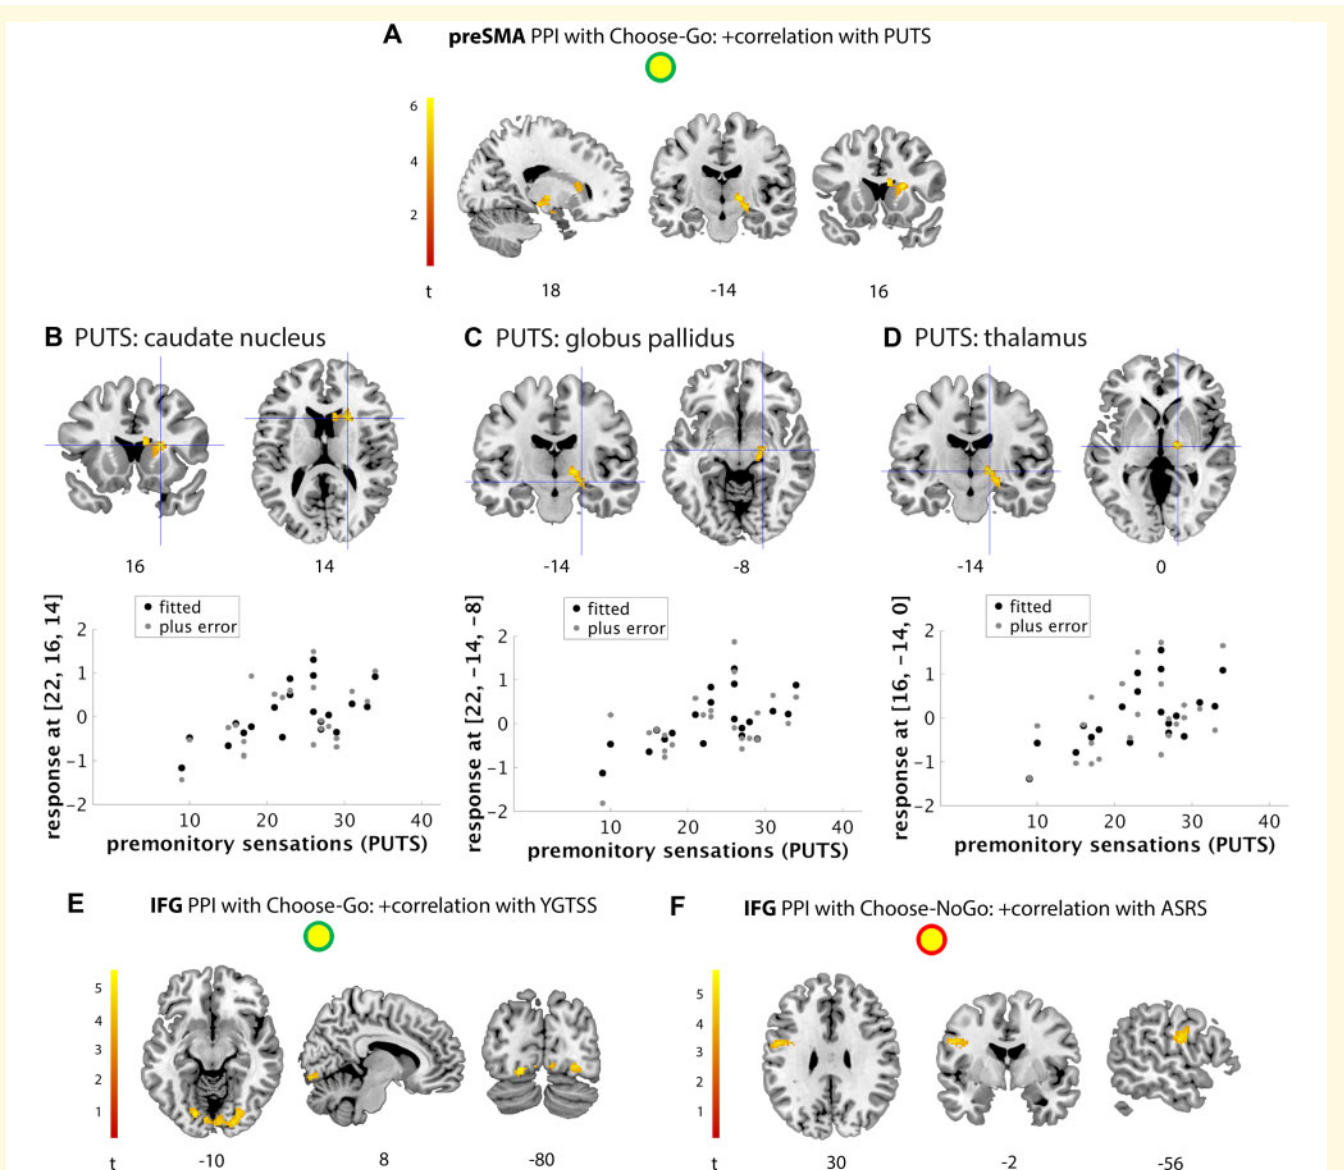 A preSMA PPI with Choose-Go: +correlation with PUTS
6
4
2
t
18 -14 16
B PUTS: caudate nucleus
16 14
fitted
plus error
response at [22, 16, 14]
2
1
0
−1
−2
10 20 30 40
premonitory sensations (PUTS)
C PUTS: globus pallidus
-14 -8
fitted
plus error
response at [22, −14, −8]
2
1
0
−1
−2
10 20 30 40
premonitory sensations (PUTS)
D PUTS: thalamus
-14 0
fitted
plus error
response at [16, −14, 0]
2
1
0
−1
−2
10 20 30 40
premonitory sensations (PUTS)
E IFG PPI with Choose-Go: +correlation with YGTSS
5
4
3
2
1
t
-10 8 -80
F IFG PPI with Choose-NoGo: +correlation with ASRS
5
4
3
2
1
t
30 -2 -56